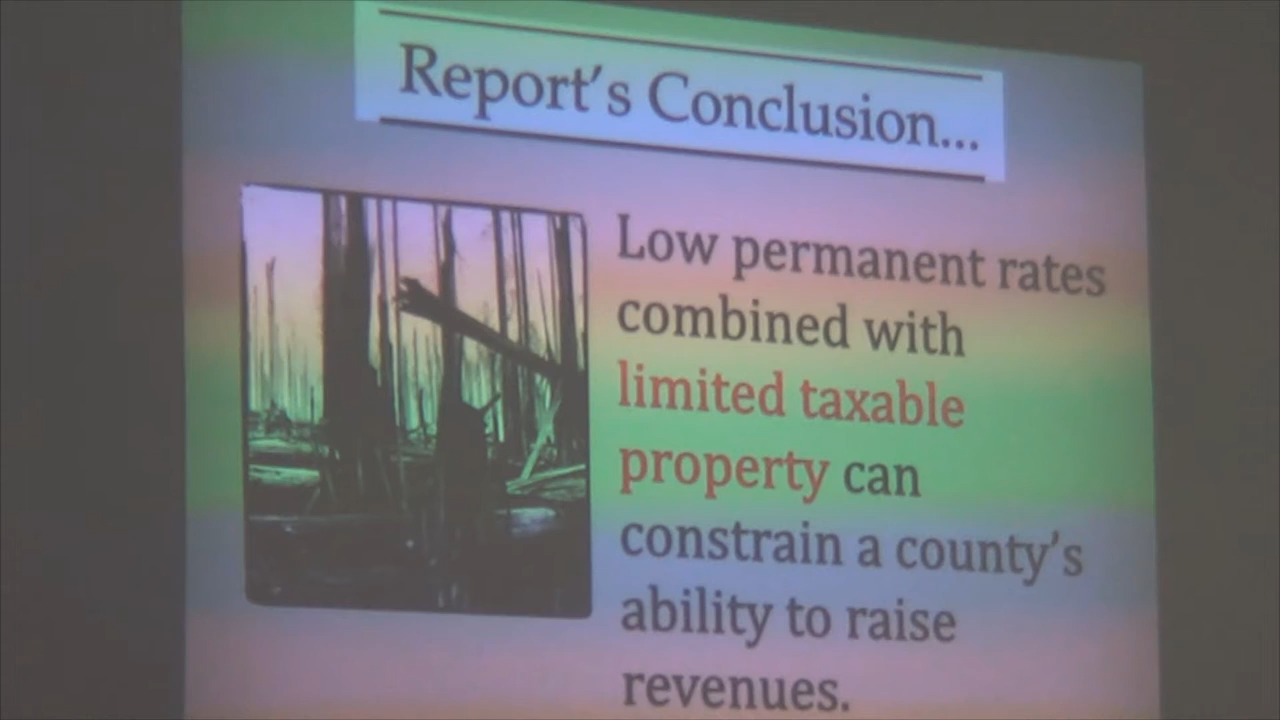 Report's Conclusion...
Low permanent rates
combined with
limited taxable
property can
constrain a county's
ability to raise
revenues.